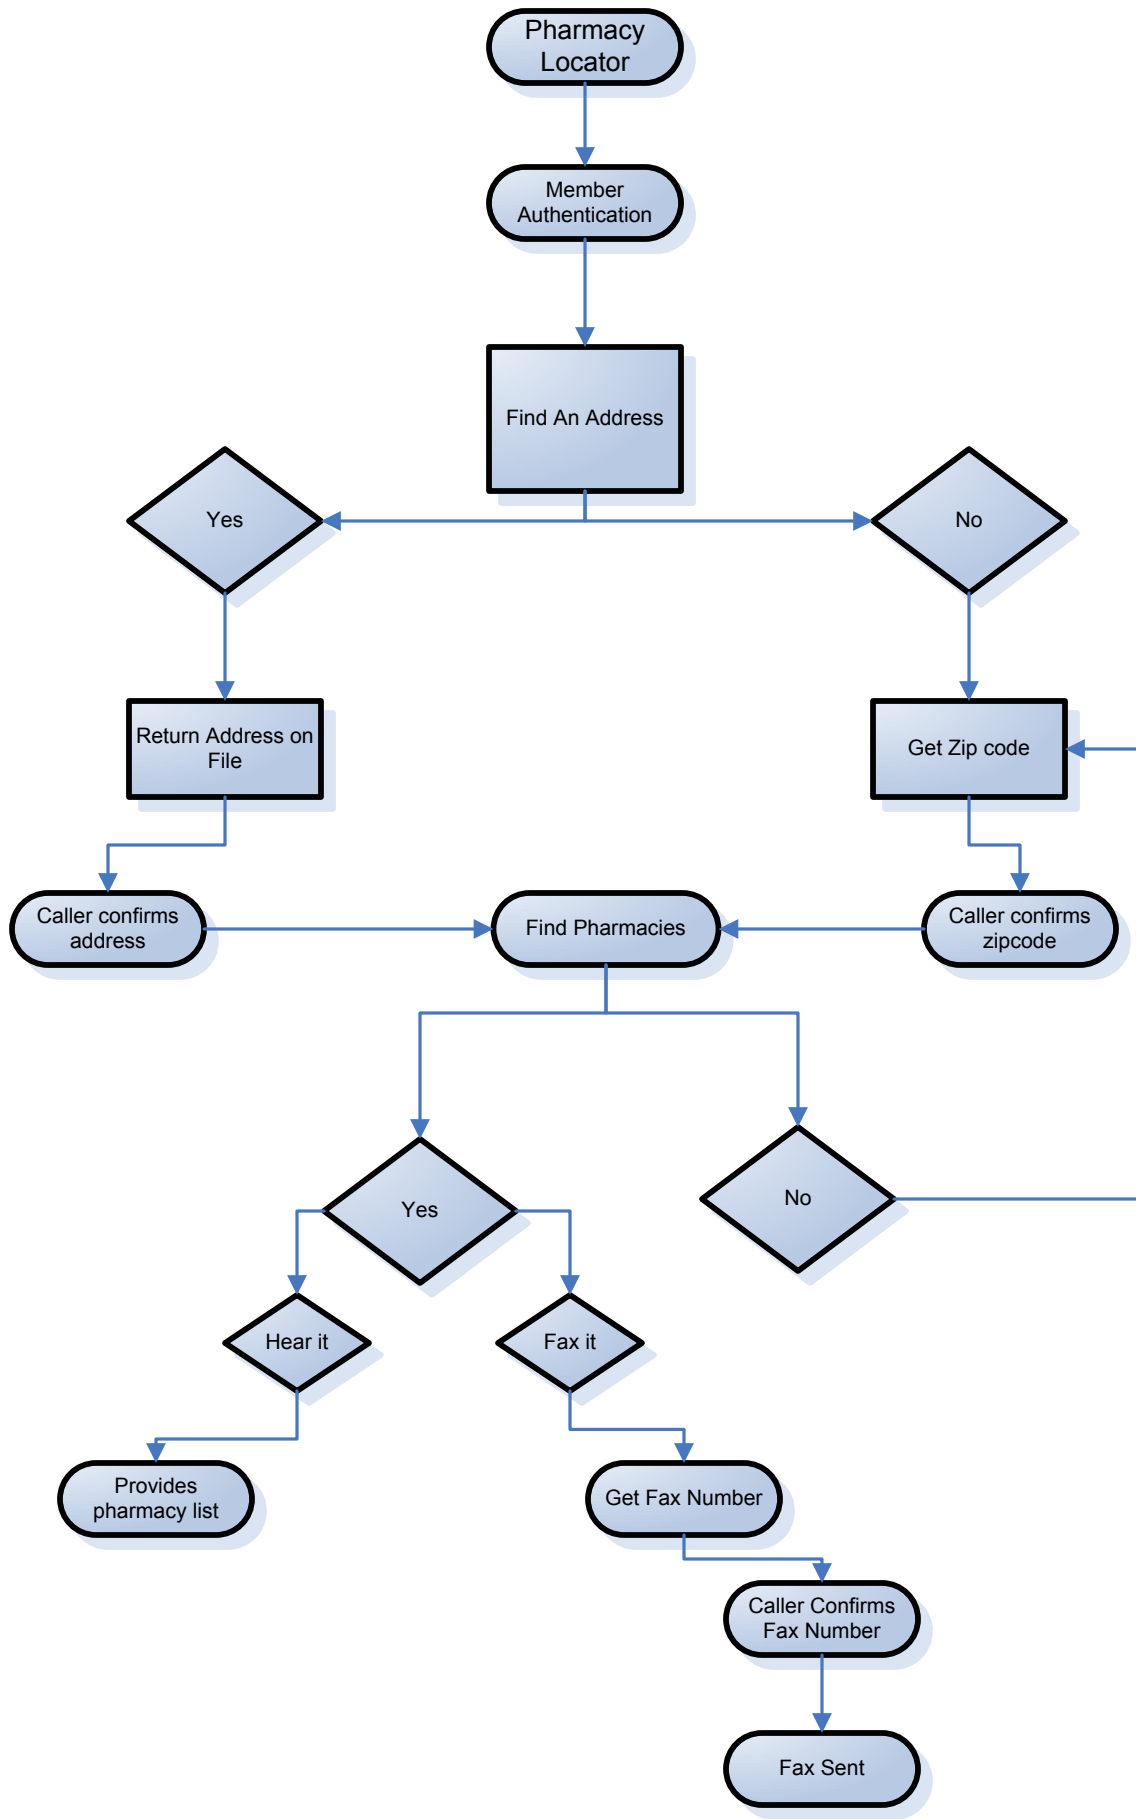 Pharmacy
Locator
Member
Authentication
Find An Address
Yes
No
Return Address on
File
Get Zip code
Caller confirms
address
Find Pharmacies
Caller confirms
zipcode
Yes
No
Hear it
Fax it
Provides
pharmacy list
Get Fax Number
Caller Confirms
Fax Number
Fax Sent